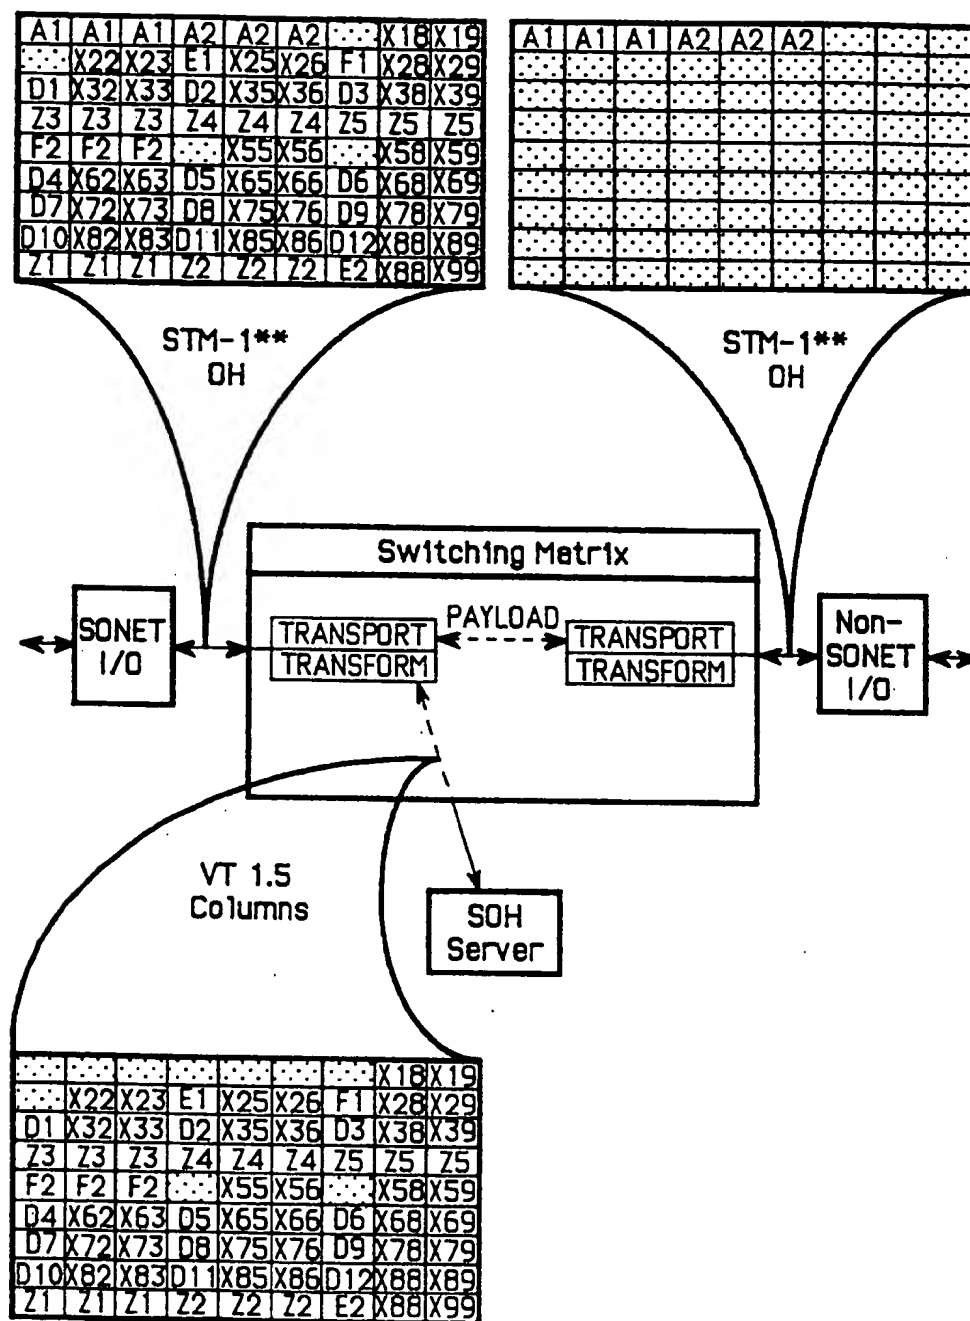 A1 A1 A1 A2 A2 A2 X18 X19
X22 X23 E1 X25 X26 F1 X28 X29
D1 X32 X33 D2 X35 X36 D3 X38 X39
Z3 Z3 Z3 Z4 Z4 Z4 Z5 Z5 Z5
F2 F2 F2 X55 X56 X58 X59
D4 X62 X63 D5 X65 X66 D6 X68 X69
D7 X72 X73 D8 X75 X76 D9 X78 X79
D10 X82 X83 D11 X85 X86 D12 X88 X89
Z1 Z1 Z1 Z2 Z2 Z2 E2 X88 X99
A1 A1 A1 A2 A2 A2
STM-1**
OH
STM-1**
OH
Switching Matrix
SONET
I/O
TRANSPORT
TRANSFORM
PAYLOAD
TRANSPORT
TRANSFORM
Non-
SONET
I/O
VT 1.5
Columns
SOH
Server
X18 X19
X22 X23 E1 X25 X26 F1 X28 X29
D1 X32 X33 D2 X35 X36 D3 X38 X39
Z3 Z3 Z3 Z4 Z4 Z4 Z5 Z5 Z5
F2 F2 F2 X55 X56 X58 X59
D4 X62 X63 D5 X65 X66 D6 X68 X69
D7 X72 X73 D8 X75 X76 D9 X78 X79
D10 X82 X83 D11 X85 X86 D12 X88 X89
Z1 Z1 Z1 Z2 Z2 Z2 E2 X88 X99